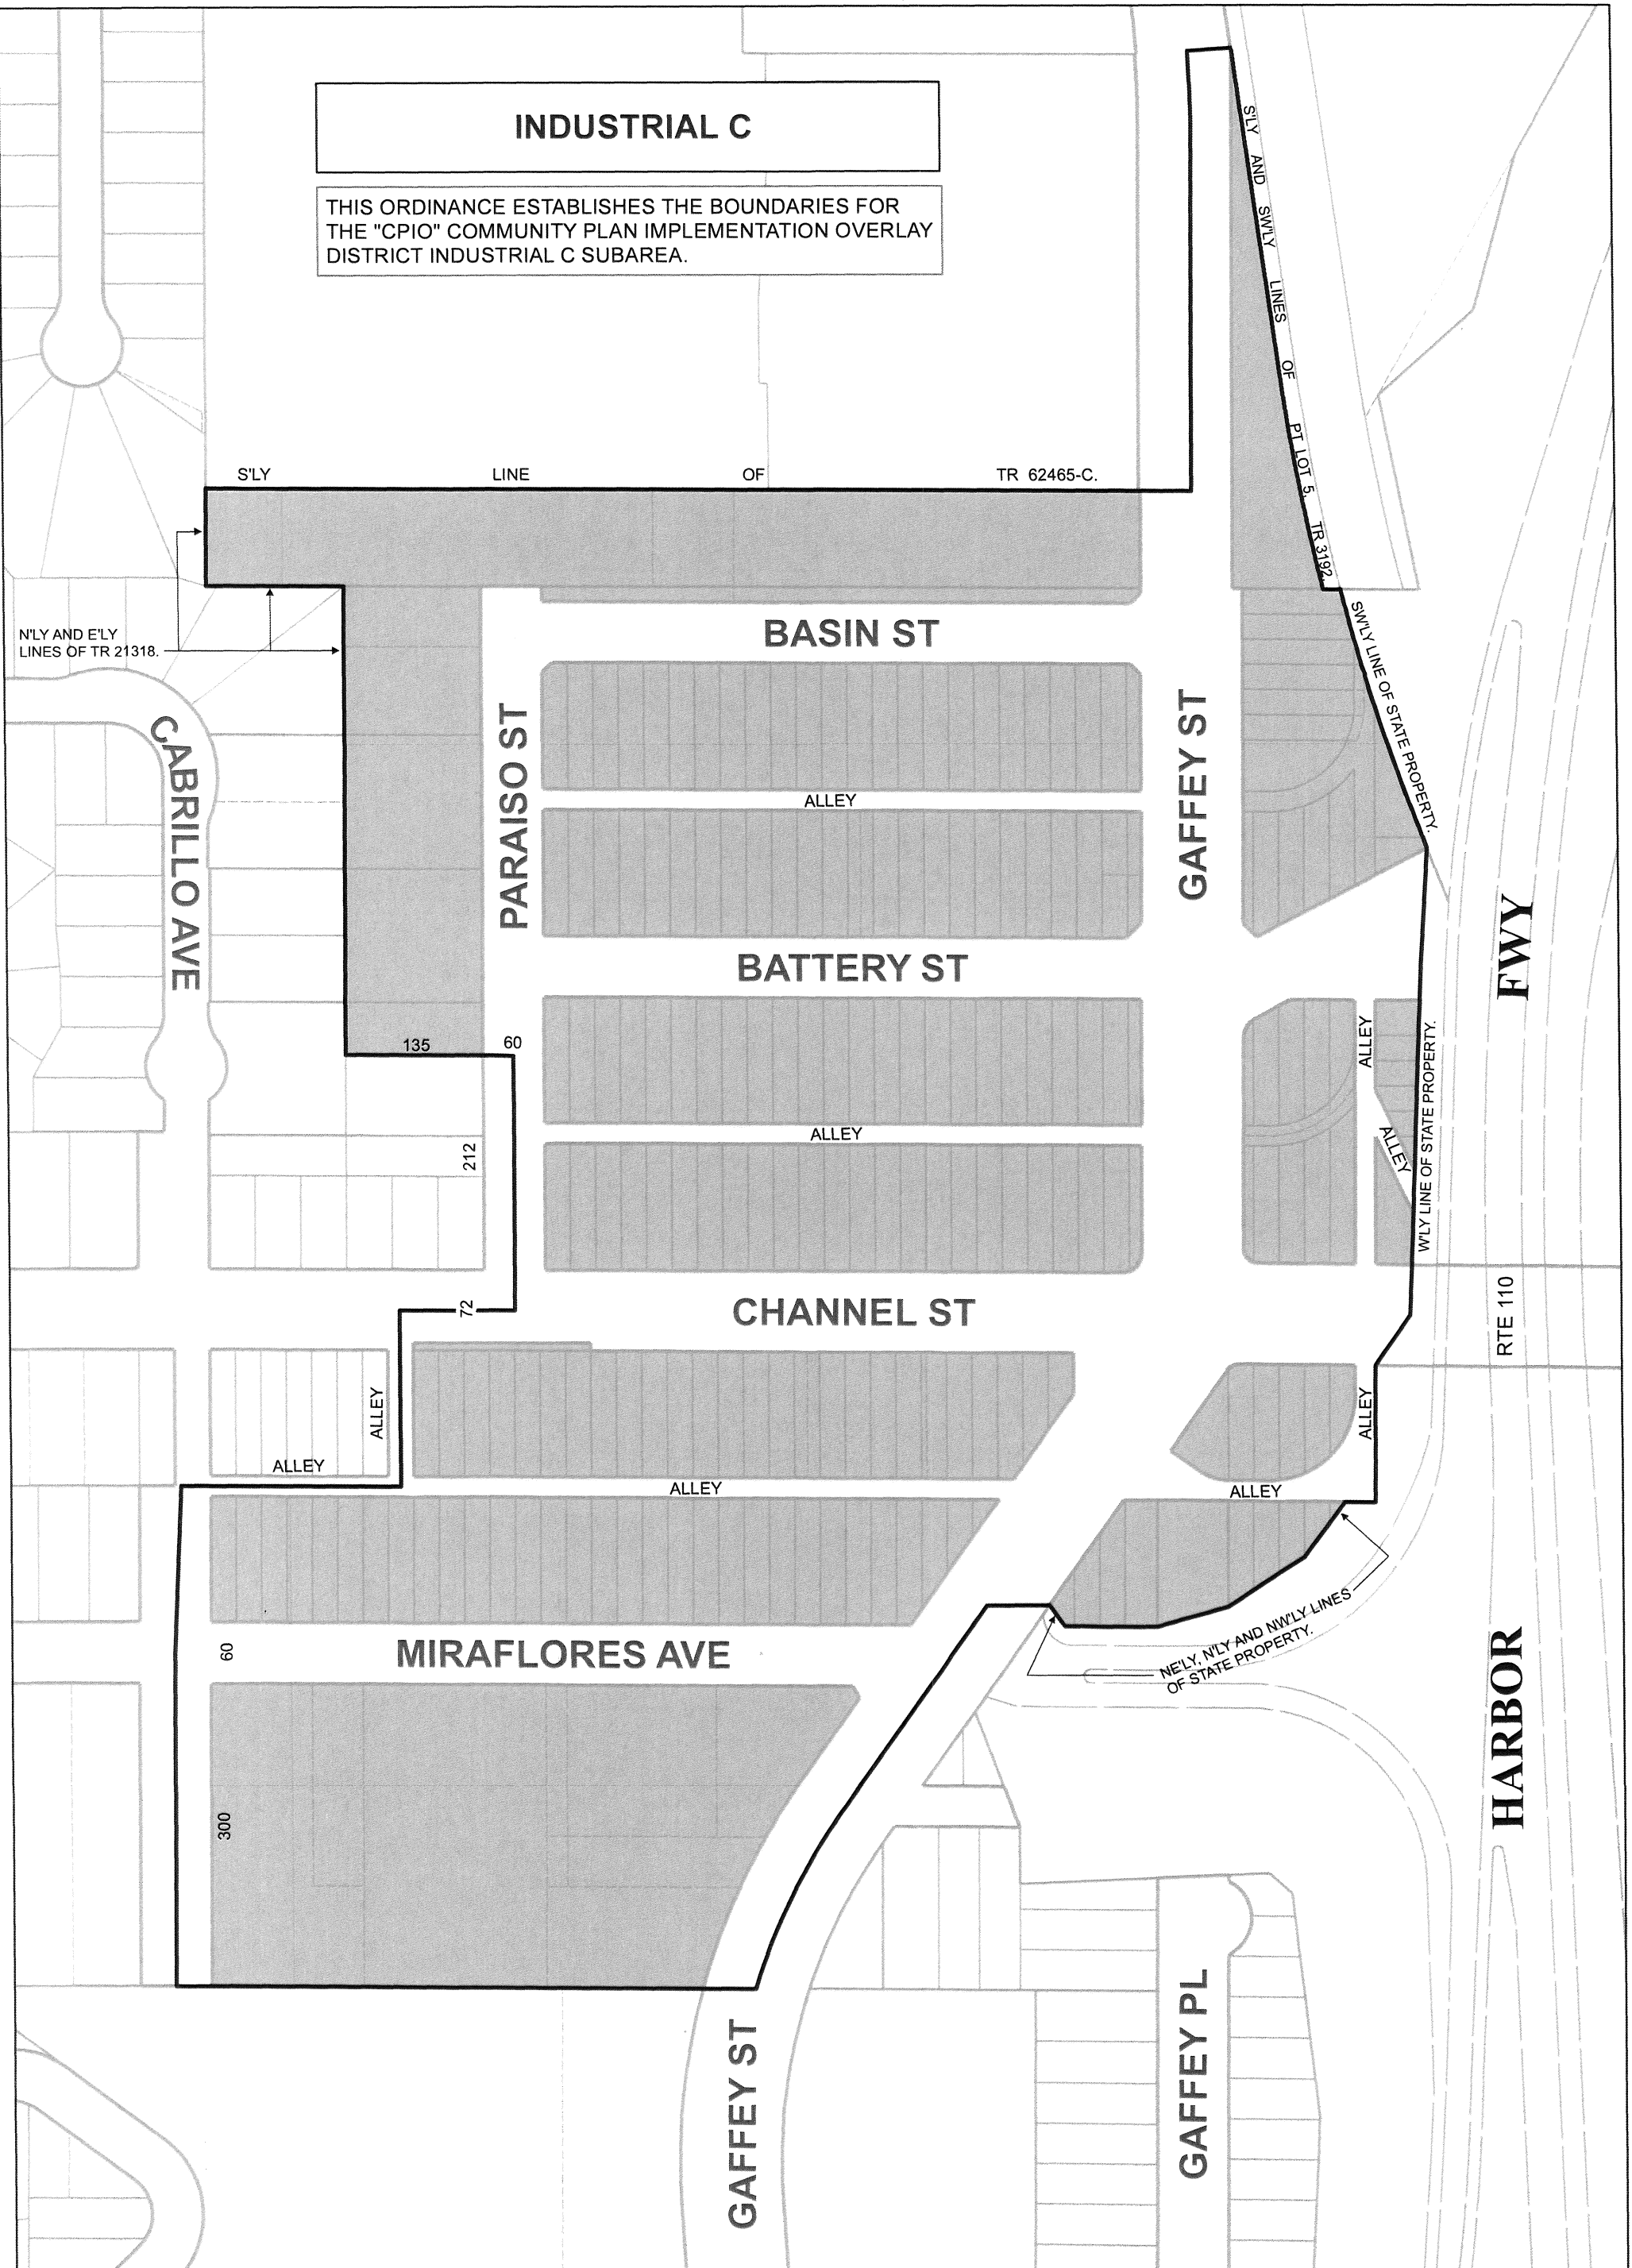 INDUSTRIAL C
THIS ORDINANCE ESTABLISHES THE BOUNDARIES FOR
THE "CPIO" COMMUNITY PLAN IMPLEMENTATION OVERLAY
DISTRICT INDUSTRIAL C SUBAREA.
S'LY AND SW'LY LINES OF PT LOT 5, TR 3192.
S'LY LINE OF TR 62465-C.
N'LY AND E'LY
LINES OF TR 21318.
BASIN ST
SW'LY LINE OF STATE PROPERTY.
CABRILLO AVE
PARAISO ST
GAFFEY ST
ALLEY
FWY
BATTERY ST
135
60
ALLEY
W'LY LINE OF STATE PROPERTY.
ALLEY
ALLEY
212
72
CHANNEL ST
RTE 110
ALLEY
ALLEY
ALLEY
ALLEY
ALLEY
60
MIRAFLORES AVE
NE'LY, N'LY AND NW'LY LINES
OF STATE PROPERTY.
HARBOR
300
GAFFEY ST
GAFFEY PL